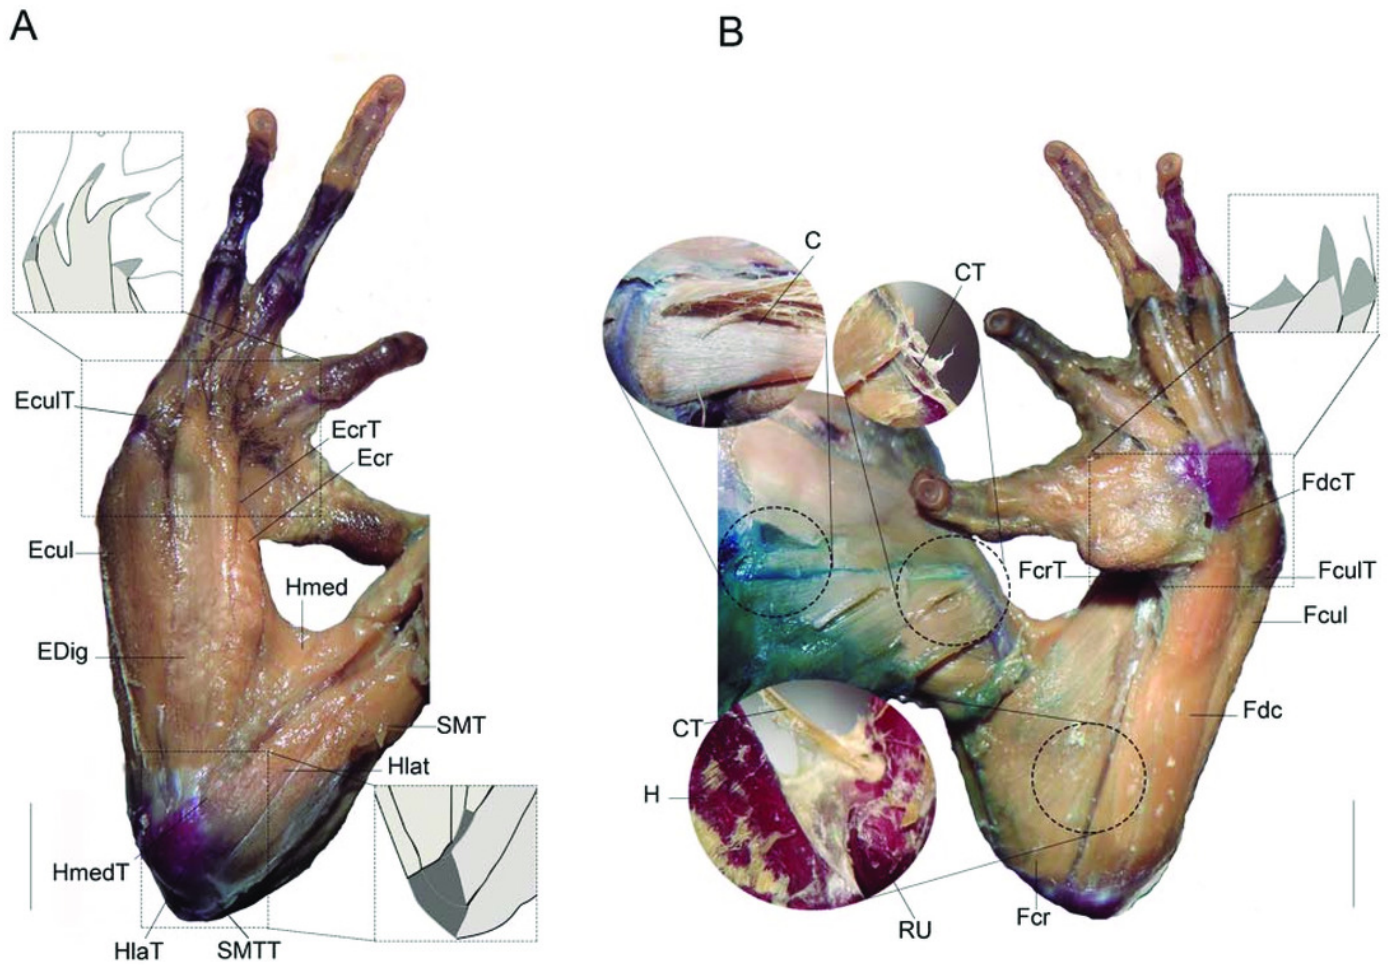 A
B
C
CT
EculT
EcrT
Ecr
FdcT
Ecul
Hmed
FcrT
FculT
Fcul
EDig
SMT
CT
Fdc
Hlat
H
HmedT
Fcr
RU
HlaT
SMTT